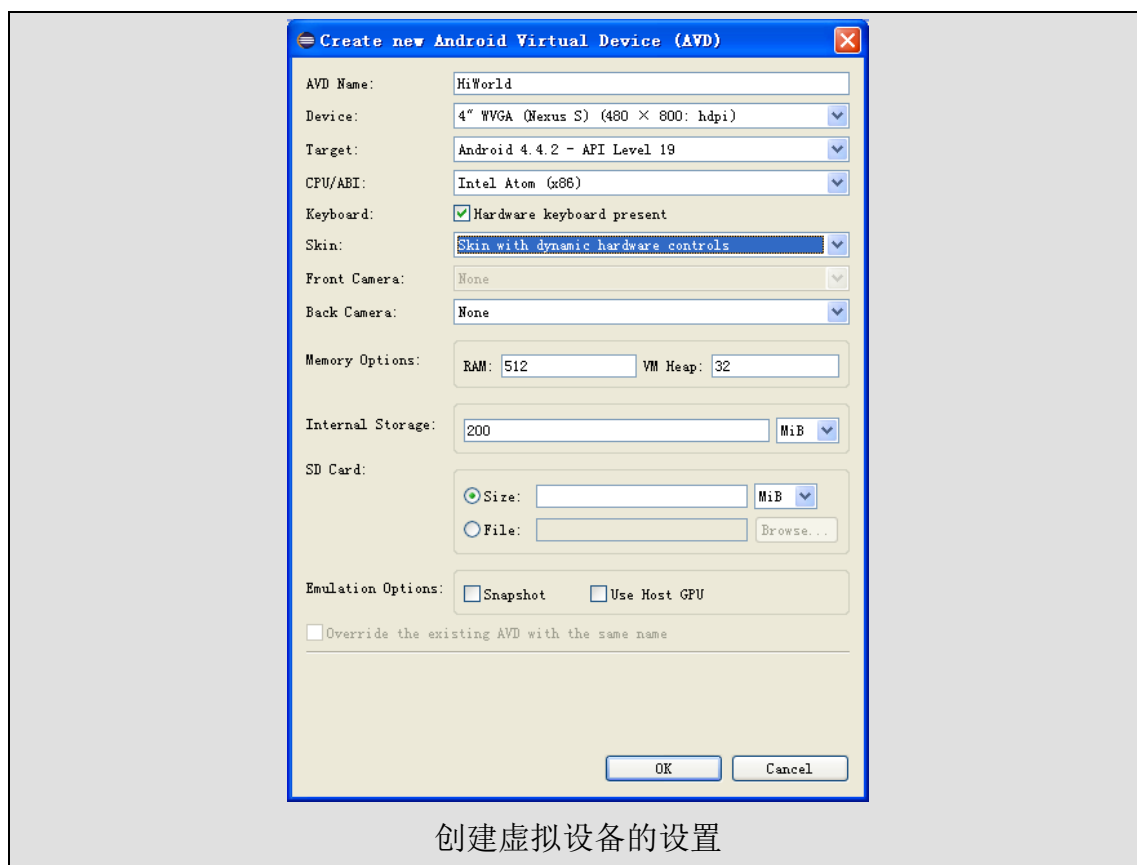 Create new Android Virtual Device (AVD)
AVD Name: HiWorld
Device: 4" WVGA (Nexus S) (480 × 800: hdpi)
Target: Android 4.4.2 - API Level 19
CPU/ABI: Intel Atom (x86)
Keyboard: Hardware keyboard present
Skin: Skin with dynamic hardware controls
Front Camera: None
Back Camera: None
Memory Options: RAM: 512 VM Heap: 32
Internal Storage: 200 MiB
SD Card:
Size: MiB
File: Browse...
Emulation Options: Snapshot Use Host GPU
Override the existing AVD with the same name
OK Cancel
创建虚拟设备的设置